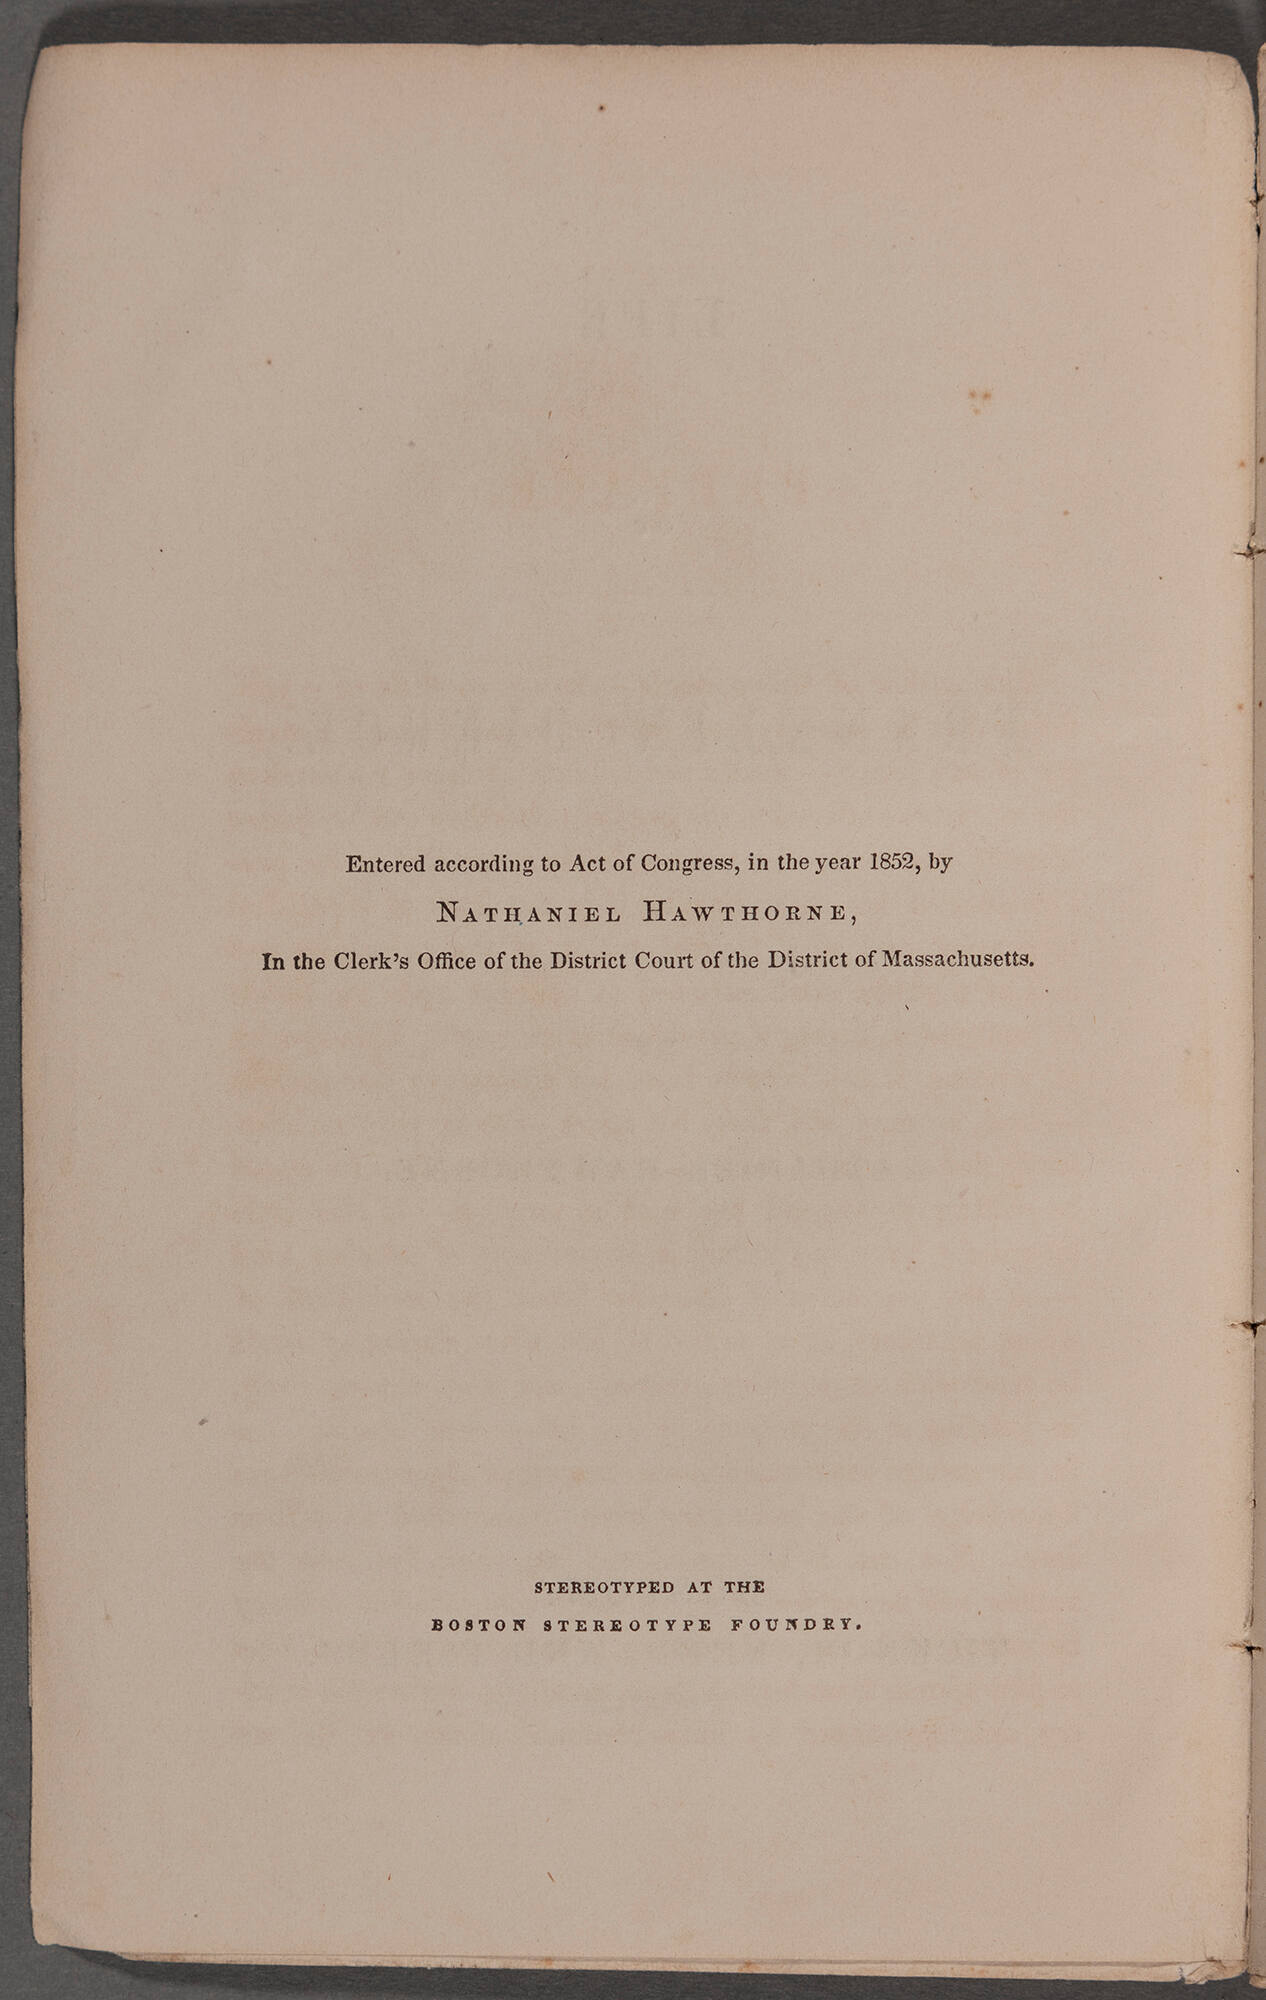 Entered according to Act of Congress, in the year 1852, by
NATHANIEL HAWTHORNE,
In the Clerk's Office of the District Court of the District of Massachusetts.
STEREOTYPED AT THE
BOSTON STEREOTYPE FOUNDRY.